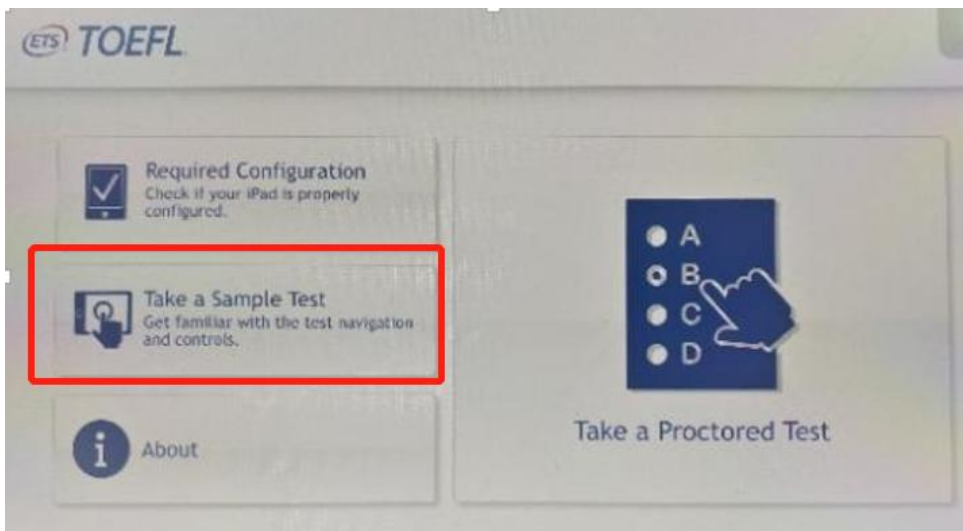 ETS TOEFL
Required Configuration
Check if your iPad is properly
configured.
Take a Sample Test
Get familiar with the test navigation
and controls.
About
A
B
C
D
Take a Proctored Test